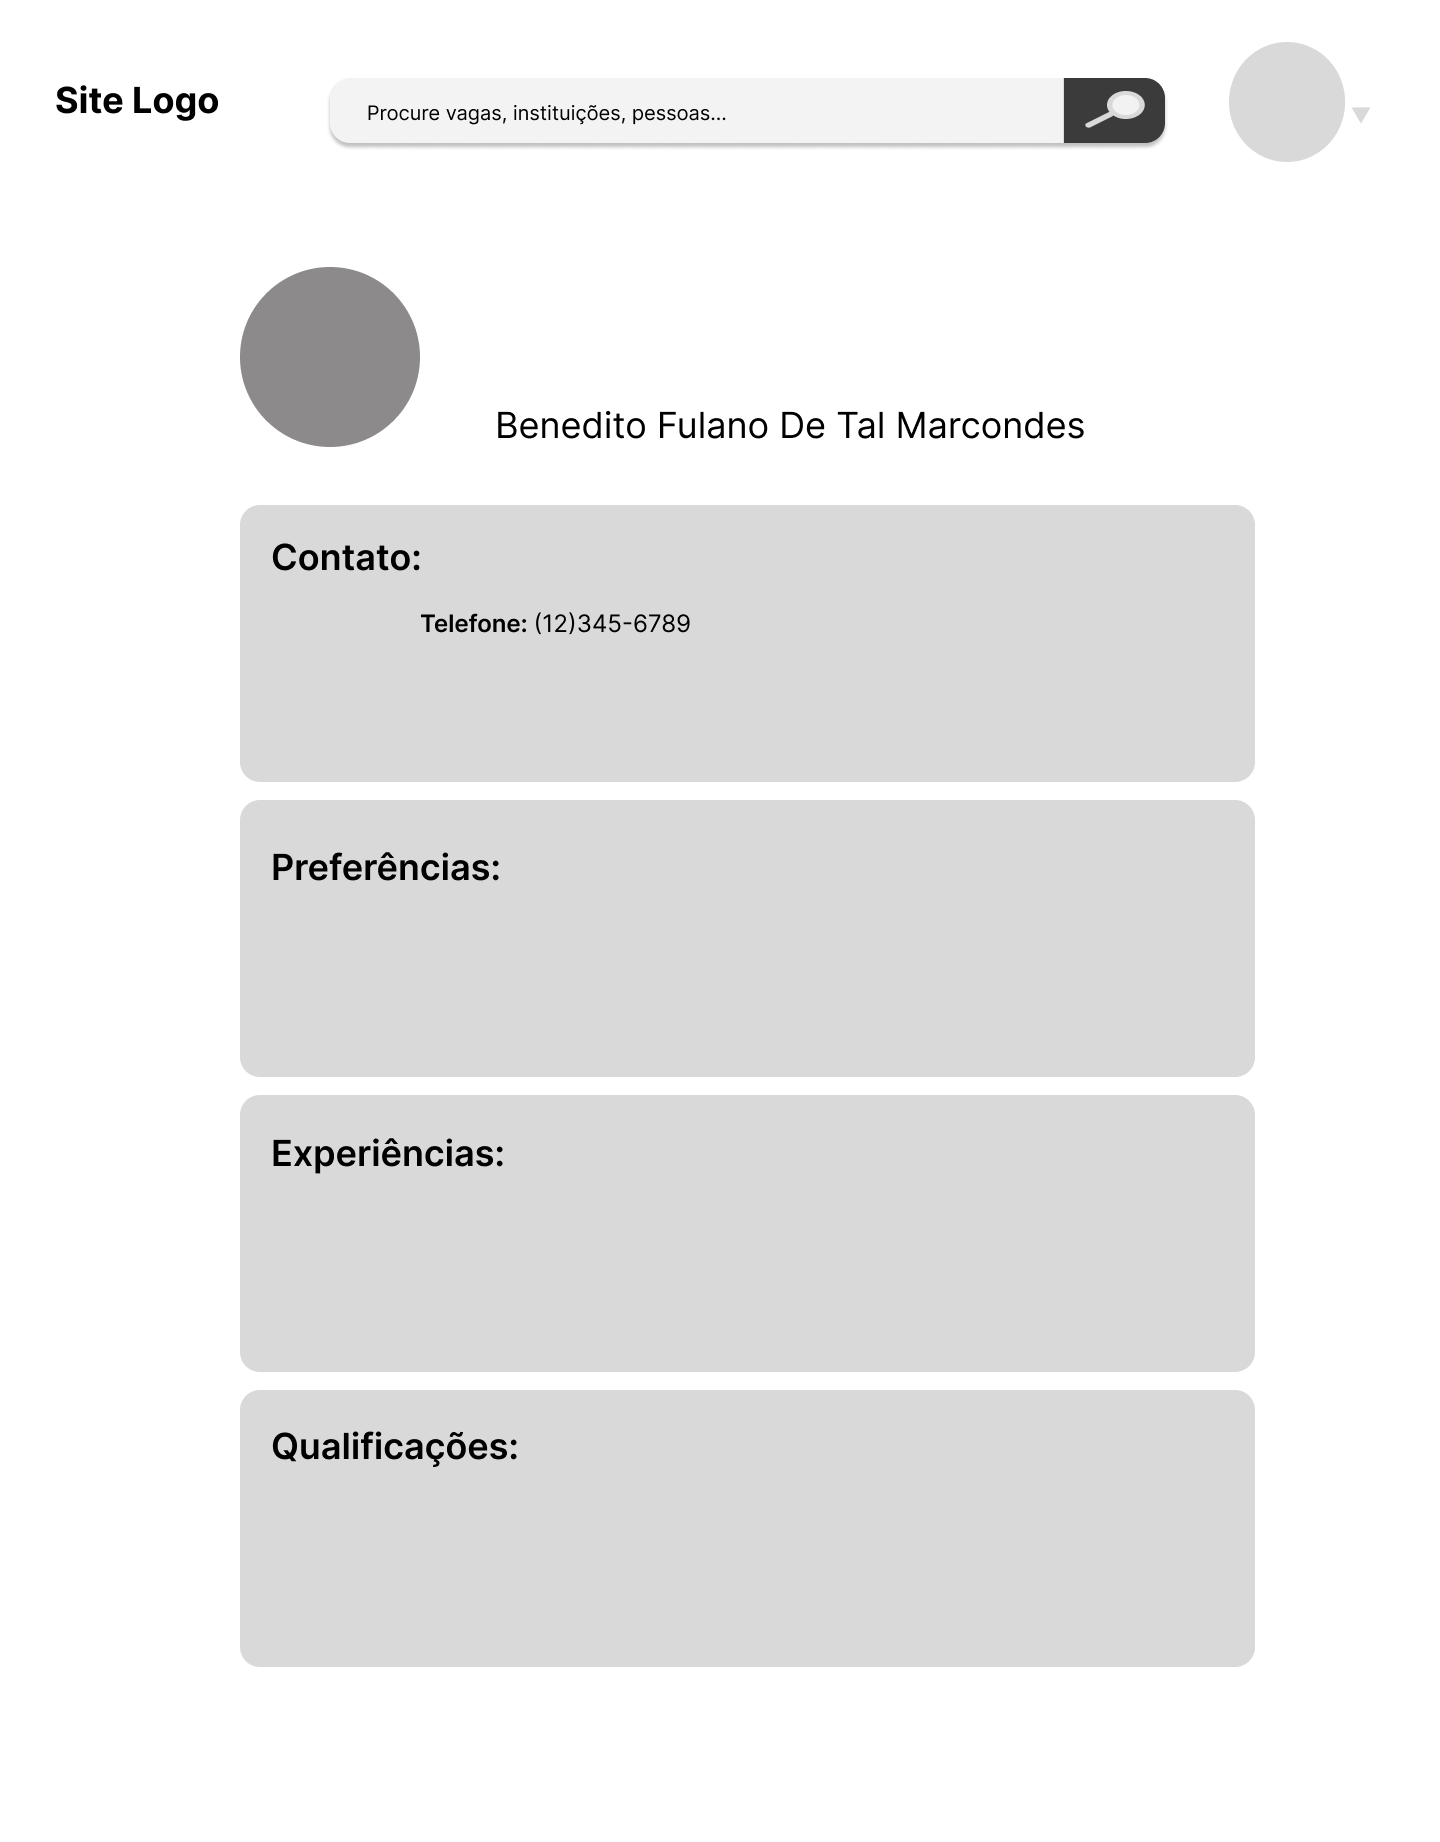 Site Logo
Procure vagas, instituições, pessoas...
Benedito Fulano De Tal Marcondes
Contato:
Telefone: (12)345-6789
Preferências:
Experiências:
Qualificações: